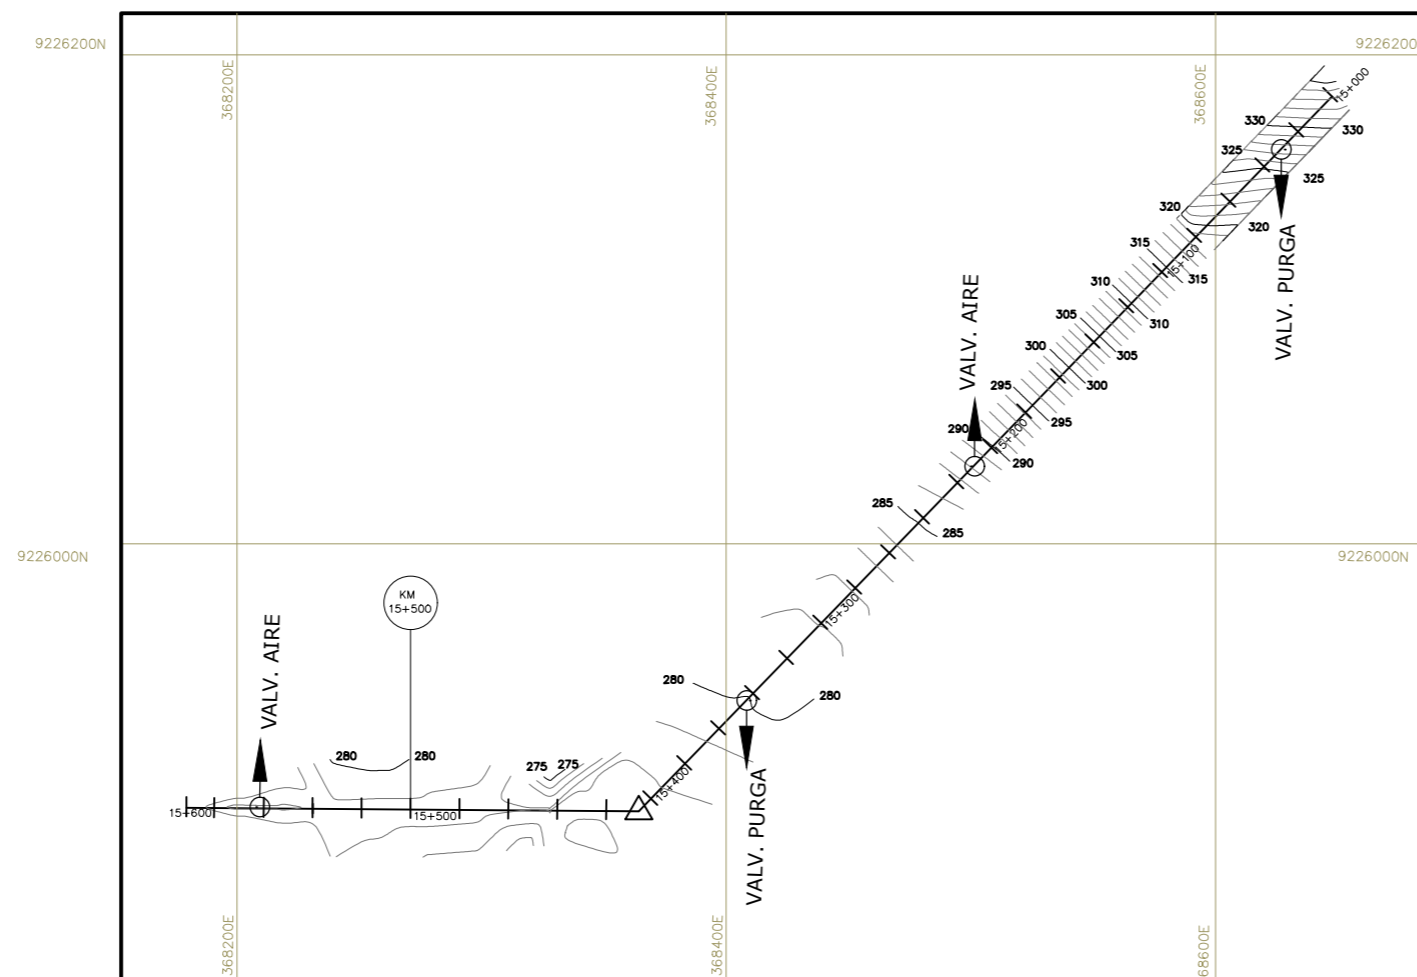 9226200N
9226200
368200E
368400E
368600E
15+000
330
330
325
325
320
320
VALV. PURGA
315
15+100
315
310
310
VALV. AIRE
305
305
300
300
295
295
290
15+200
290
285
285
9226000N
9226000N
KM
15+500
15+300
VALV. AIRE
280
280
280
280
275
275
VALV. PURGA
15+400
15+600
15+500
368200E
368400E
68600E